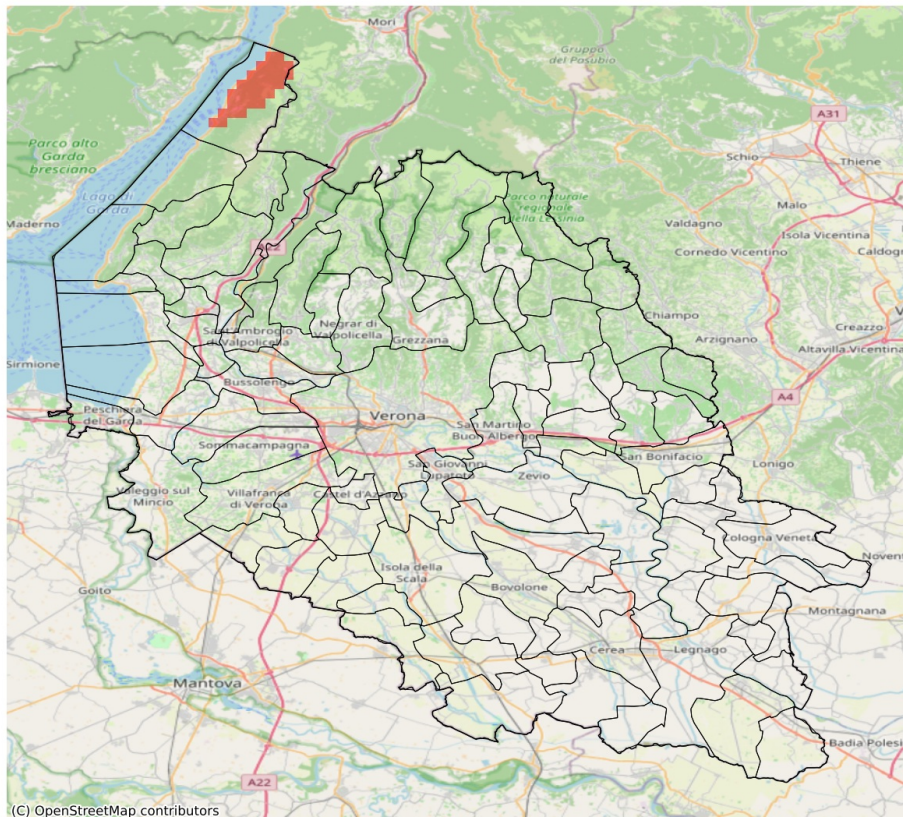 Mori
Gruppo
del Pasubio
A31
Parco alto
Garda
bresciano
Schio
Thiene
Lago di
Garda
Parco naturale
regionale
della Lessinia
Malo
Maderno
Valdagno
Isola Vicentina
Cornedo Vicentino
Caldogn
A22
Chiampo
Sant'Ambrogio
di Valpolicella
Negrar di
Valpolicella
Grezzana
Arzignano
Creazzo
Altavilla Vicentina
Sirmione
Bussolengo
A4
Peschiera
del Garda
Verona
San Martino
Buon Albergo
Sommacampagna
San Bonifacio
Lonigo
San Giovanni
Lupatoto
Zevio
Valeggio sul
Mincio
Villafranca
di Verona
Castel d'Azzano
Cologna Veneta
Isola della
Scala
Bovolone
Goito
Montagnana
Cerea
Legnago
Mantova
Badia Polesi
A22
(C) OpenStreetMap contributors